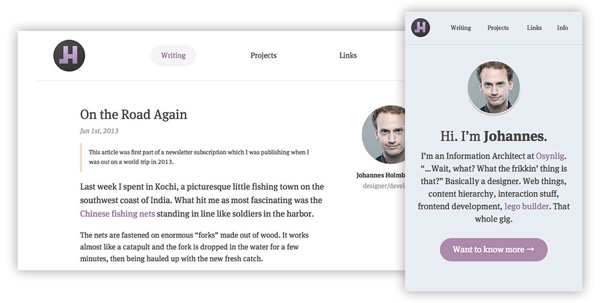 H
Writing
Projects
Links
On the Road Again
Jun 1st, 2013
This article was first part of a newsletter subscription which I was publishing when I
was out on a world trip in 2013.
Last week I spent in Kochi, a picturesque little fishing town on the
southwest coast of India. What hit me as most fascinating was the
Chinese fishing nets standing in line like soldiers in the harbor.
The nets are fastened on enormous “forks” made out of wood. It works
almost like a catapult and the fork is dropped in the water for a few
minutes, then being hauled up with the new fresh catch.
Johannes Holmb
designer/devel
H
Writing
Projects
Links
Info
Hi. I’m Johannes.
I’m an Information Architect at Osynlig.
“…Wait, what? What the frikkin’ thing is
that?” Basically a designer. Web things,
content hierarchy, interaction stuff,
frontend development, lego builder. That
whole gig.
Want to know more →